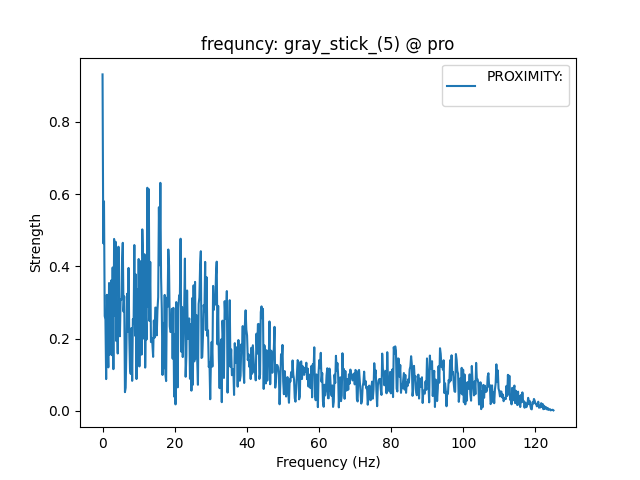 frequncy: gray_stick_(5) @ pro
PROXIMITY:
Strength
0.8
0.6
0.4
0.2
0.0
0 20 40 60 80 100 120
Frequency (Hz)